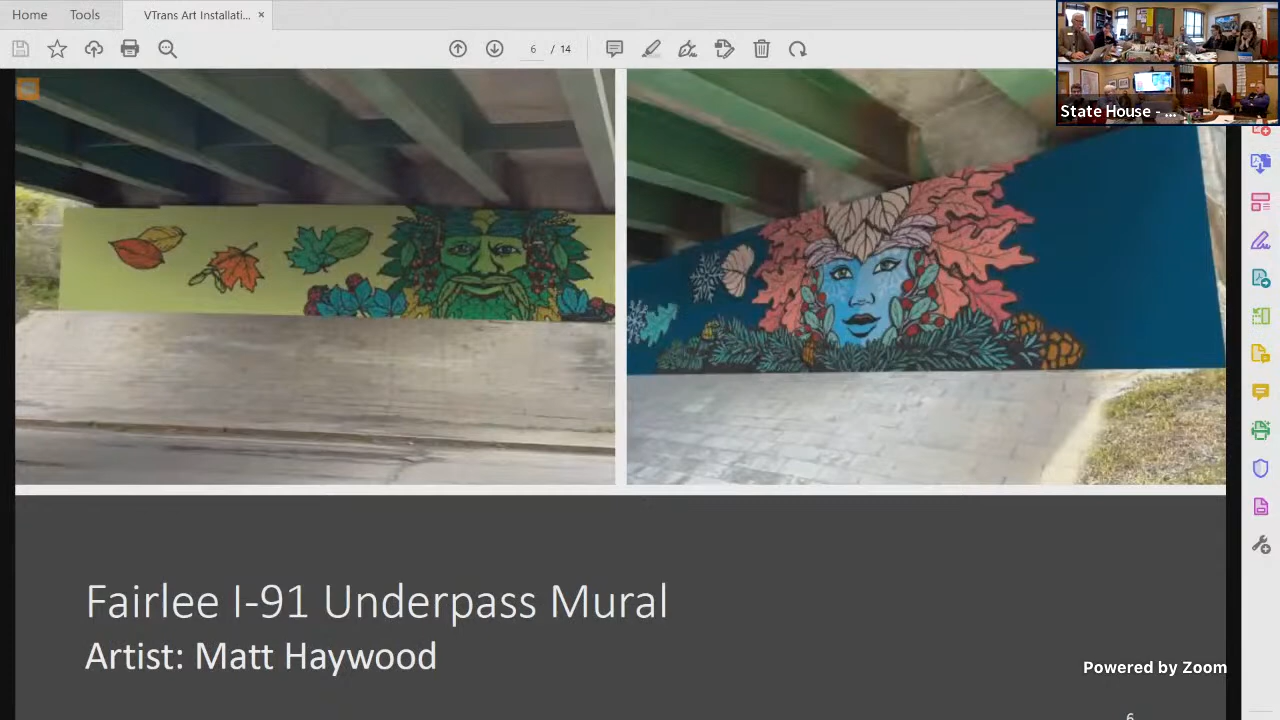 Home
Tools
VTrans Art Installati...
6 / 14
State House - ...
Fairlee I-91 Underpass Mural
Artist: Matt Haywood
Powered by Zoom
6